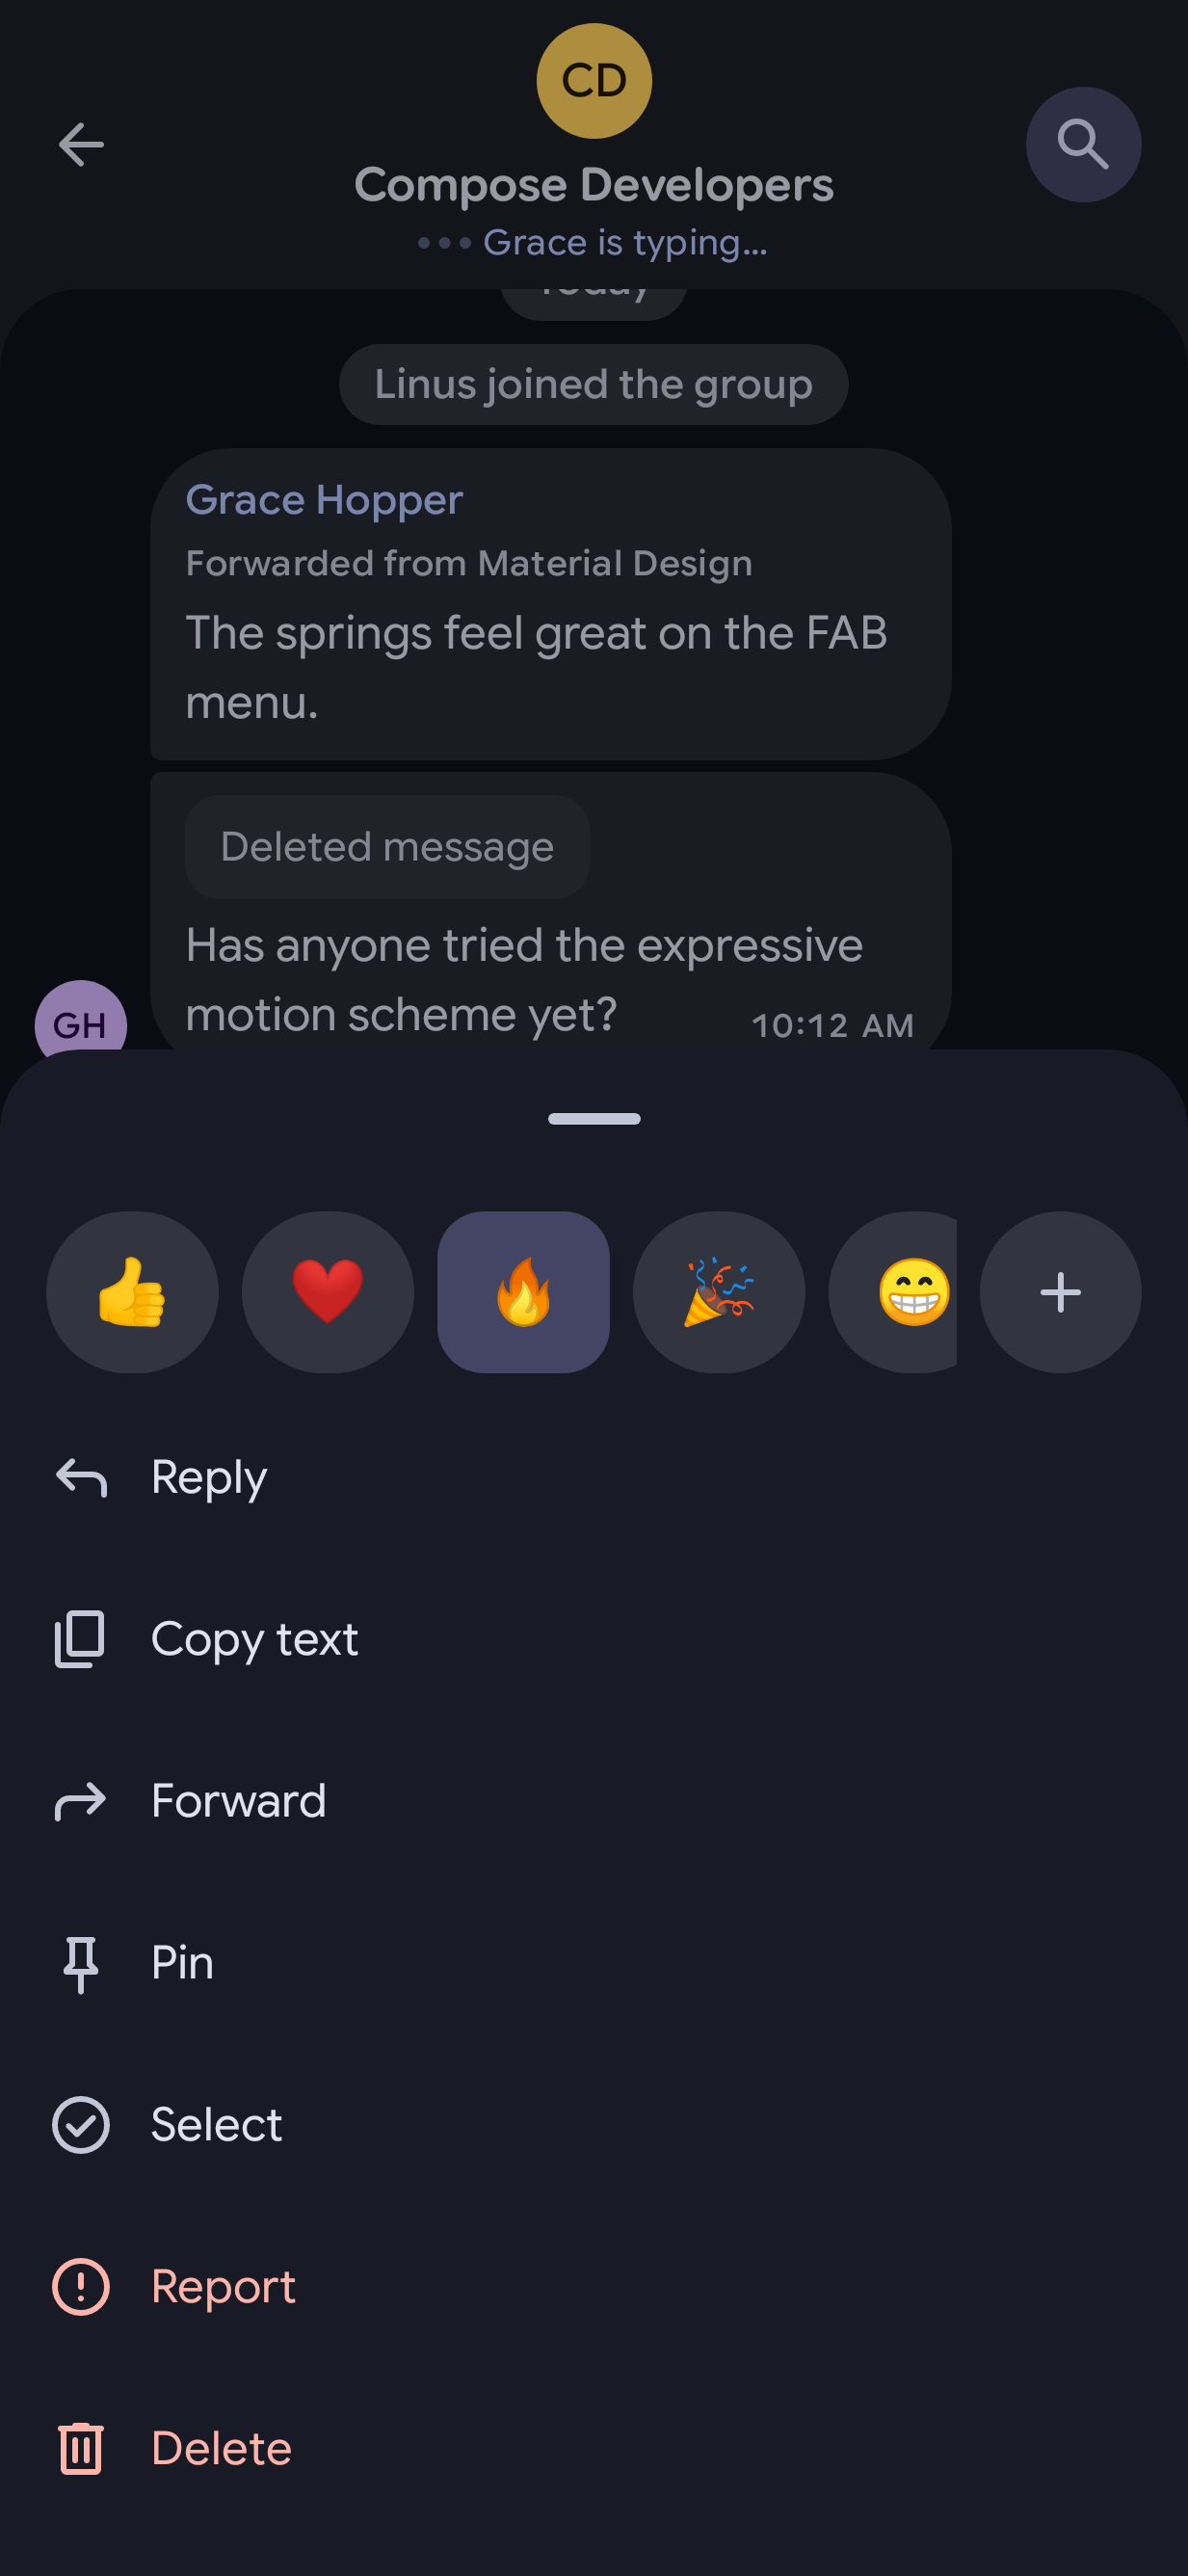 CD
Compose Developers
Grace is typing...
Today
Linus joined the group
Grace Hopper
Forwarded from Material Design
The springs feel great on the FAB
menu.
Deleted message
Has anyone tried the expressive
motion scheme yet?
10:12 AM
GH
Reply
Copy text
Forward
Pin
Select
Report
Delete